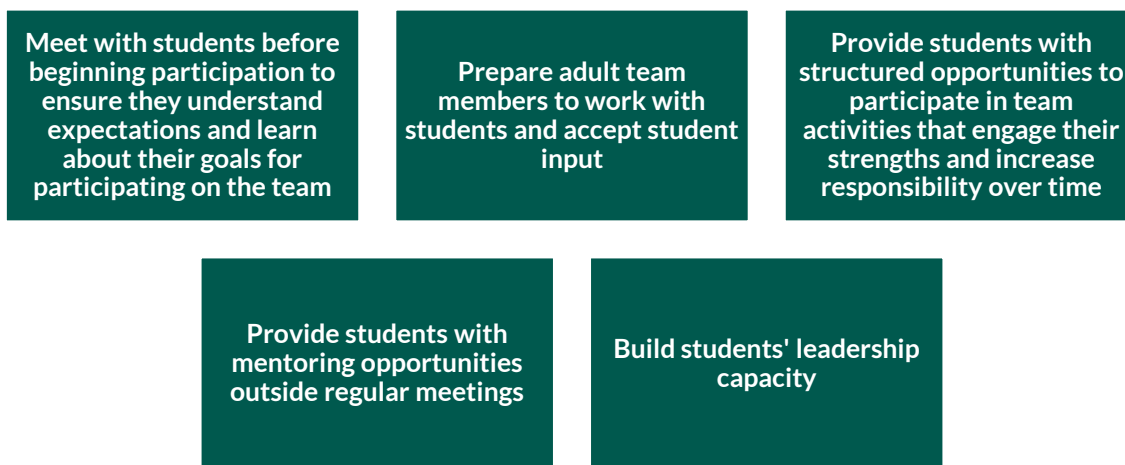 Meet with students before
beginning participation to
ensure they understand
expectations and learn
about their goals for
participating on the team
Prepare adult team
members to work with
students and accept student
input
Provide students with
structured opportunities to
participate in team
activities that engage their
strengths and increase
responsibility over time
Provide students with
mentoring opportunities
outside regular meetings
Build students' leadership
capacity